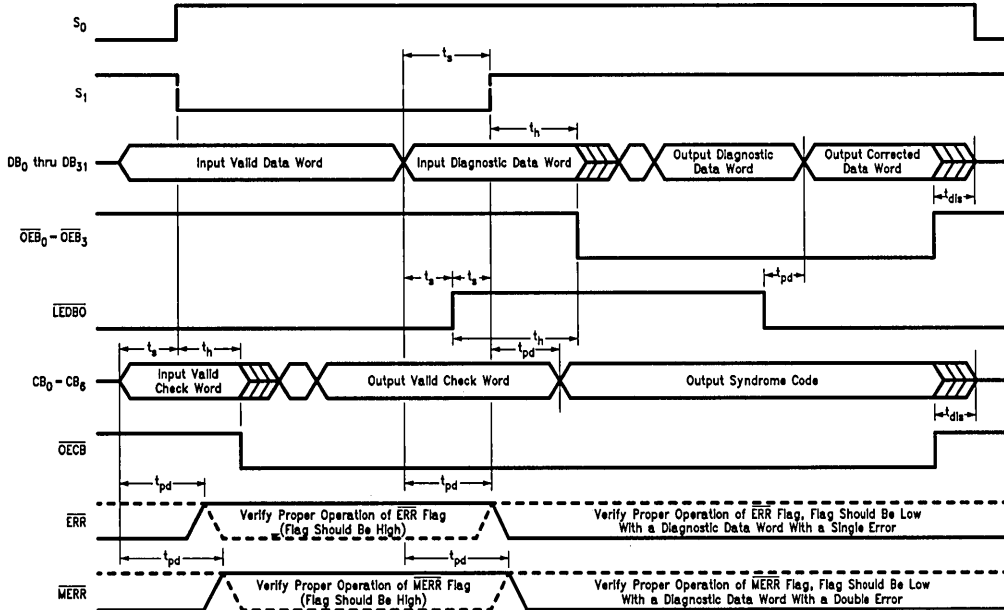 S0
ts
S1
th
DB0 thru DB31
Input Valid Data Word
Input Diagnostic Data Word
Output Diagnostic
Data Word
Output Corrected
Data Word
tdis
OEB0 – OEB3
ts
ts
tpd
LEDBO
th
ts
th
tpd
CB0 – CB6
Input Valid
Check Word
Output Valid Check Word
Output Syndrome Code
tdis
OECB
tpd
tpd
ERR
Verify Proper Operation of ERR Flag
(Flag Should Be High)
Verify Proper Operation of ERR Flag, Flag Should Be Low
With a Diagnostic Data Word With a Single Error
tpd
tpd
MERR
Verify Proper Operation of MERR Flag
(Flag Should Be High)
Verify Proper Operation of MERR Flag, Flag Should Be Low
With a Diagnostic Data Word With a Double Error